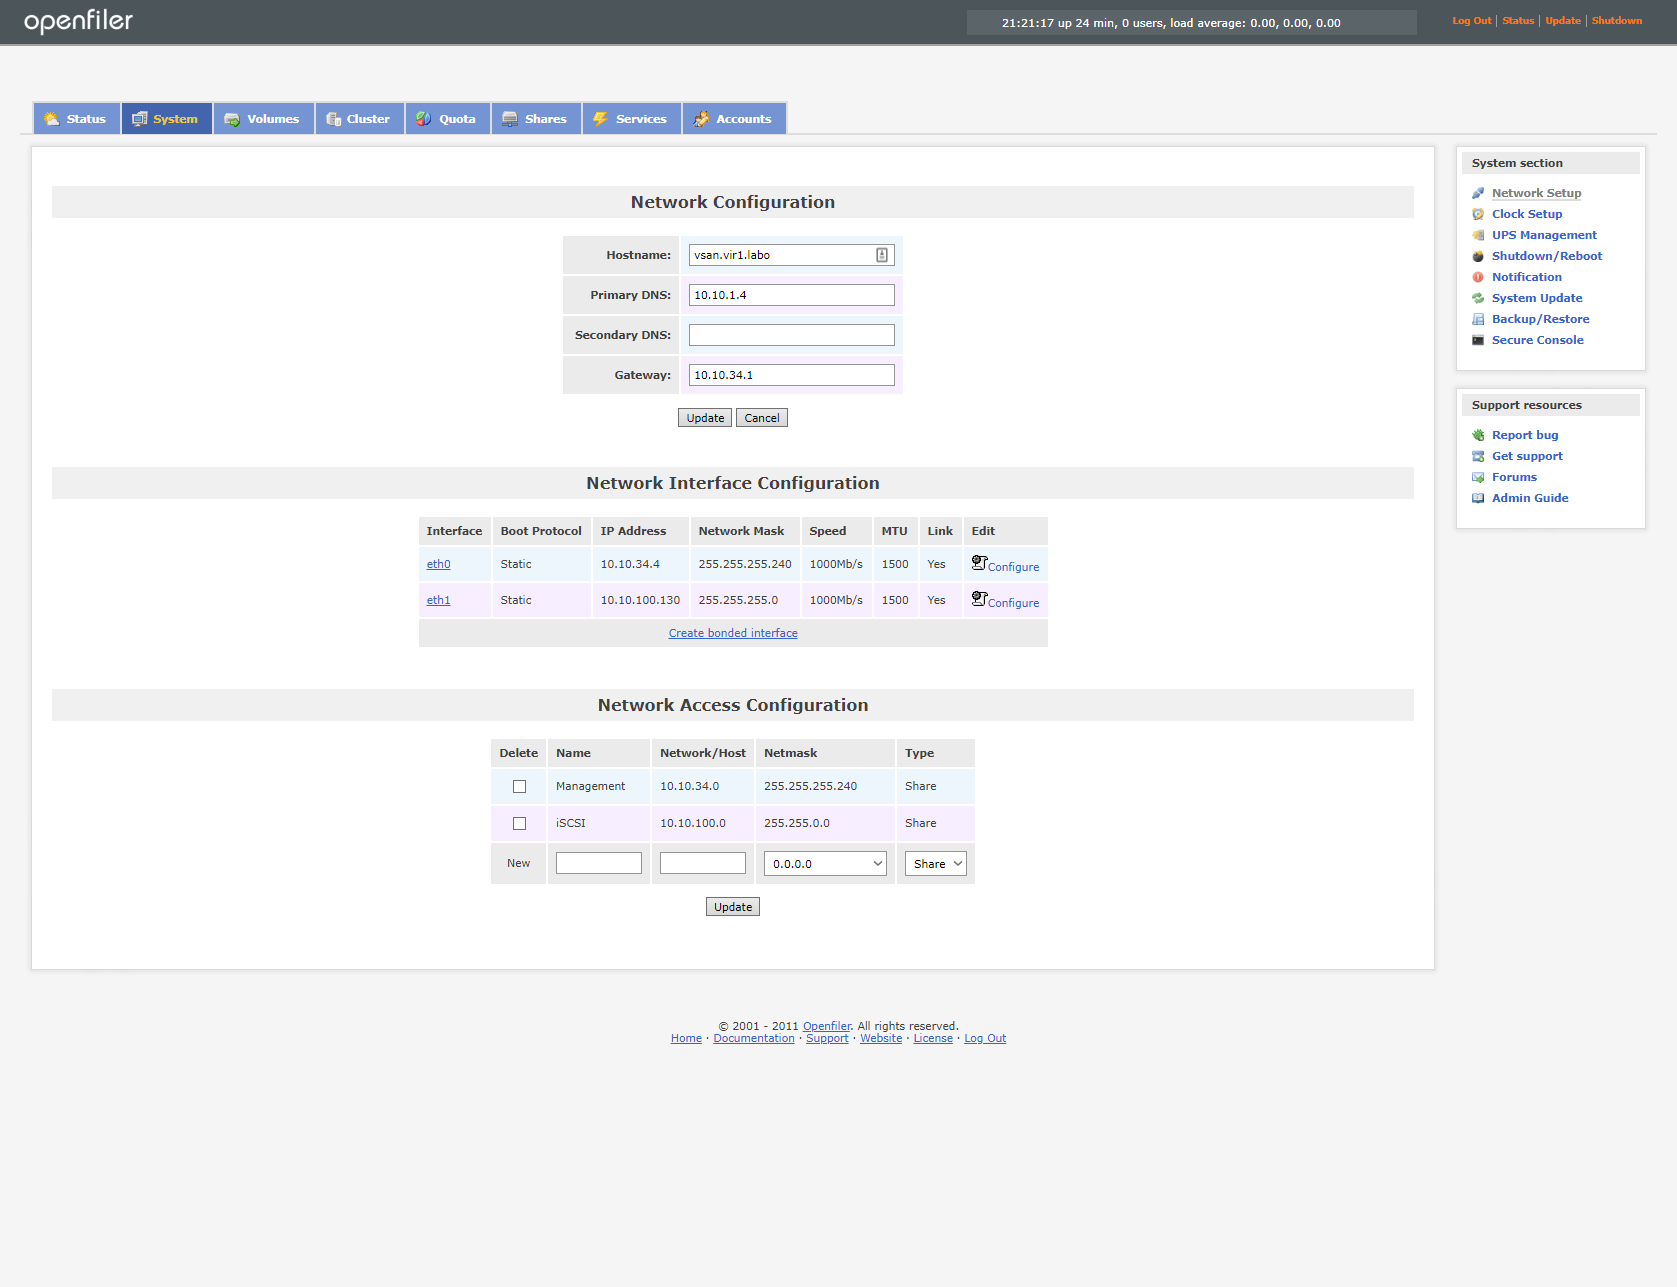 openfiler
21:21:17 up 24 min, 0 users, load average: 0.00, 0.00, 0.00
Log Out | Status | Update | Shutdown
Status System Volumes Cluster Quota Shares Services Accounts
Network Configuration
Hostname: vsan.vir1.labo
Primary DNS: 10.10.1.4
Secondary DNS:
Gateway: 10.10.34.1
Update Cancel
Network Interface Configuration
Interface Boot Protocol IP Address Network Mask Speed MTU Link Edit
eth0 Static 10.10.34.4 255.255.255.240 1000Mb/s 1500 Yes Configure
eth1 Static 10.10.100.130 255.255.255.0 1000Mb/s 1500 Yes Configure
Create bonded interface
Network Access Configuration
Delete Name Network/Host Netmask Type
Management 10.10.34.0 255.255.255.240 Share
iSCSI 10.10.100.0 255.255.0.0 Share
New 0.0.0.0 Share
Update
System section
Network Setup
Clock Setup
UPS Management
Shutdown/Reboot
Notification
System Update
Backup/Restore
Secure Console
Support resources
Report bug
Get support
Forums
Admin Guide
© 2001 - 2011 Openfiler. All rights reserved.
Home · Documentation · Support · Website · License · Log Out